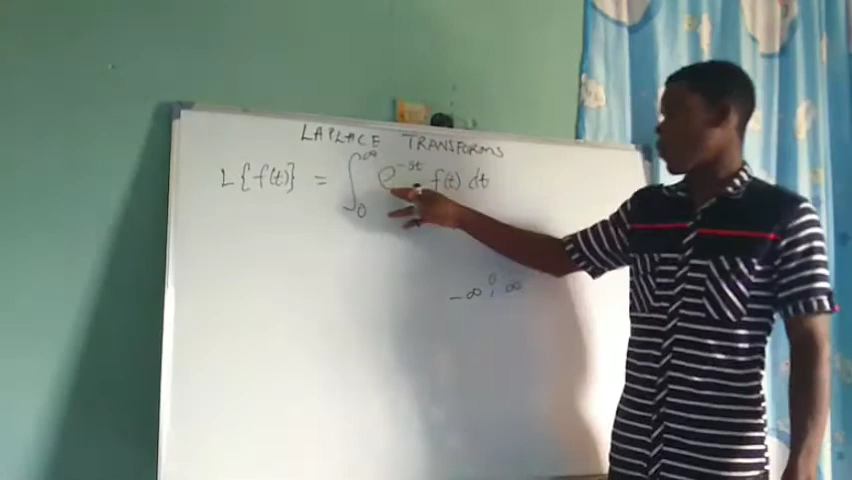 LAPLACE TRANSFORMS
L{f(t)} = ∫₀^∞ e^{-st} f(t) dt
-∞, 0, ∞